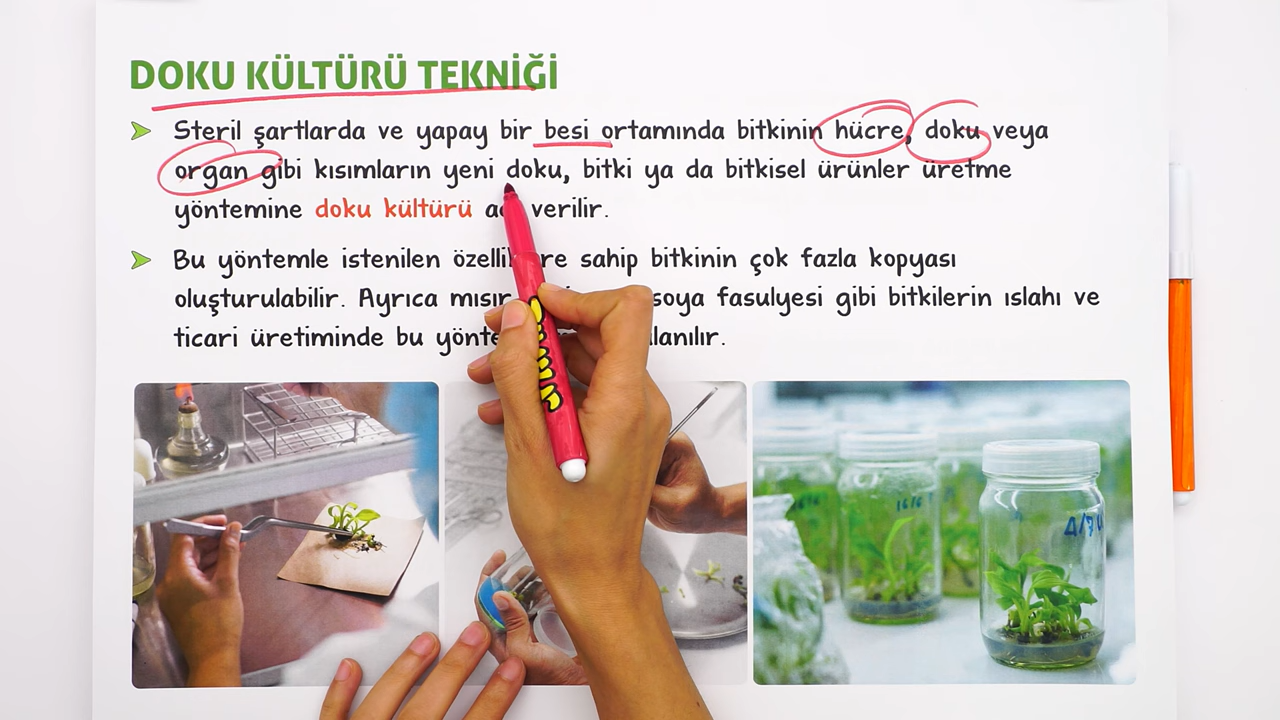 DOKU KÜLTÜRÜ TEKNİĞİ
Steril şartlarda ve yapay bir besi ortamında bitkinin hücre, doku veya
organ gibi kısımların yeni doku, bitki ya da bitkisel ürünler üretme
yöntemine doku kültürü verilir.
Bu yöntemle istenilen sahip bitkinin çok fazla kopyası
oluşturulabilir. Ayrıca mısır soya fasulyesi gibi bitkilerin ıslahı ve
ticari üretiminde bu